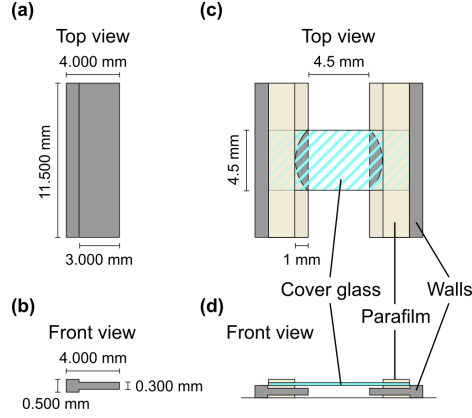 (a)
Top view
4.000 mm
11.500 mm
3.000 mm
(b)
Front view
4.000 mm
0.300 mm
0.500 mm
(c)
Top view
4.5 mm
4.5 mm
1 mm
Cover glass
Walls
Parafilm
(d)
Front view